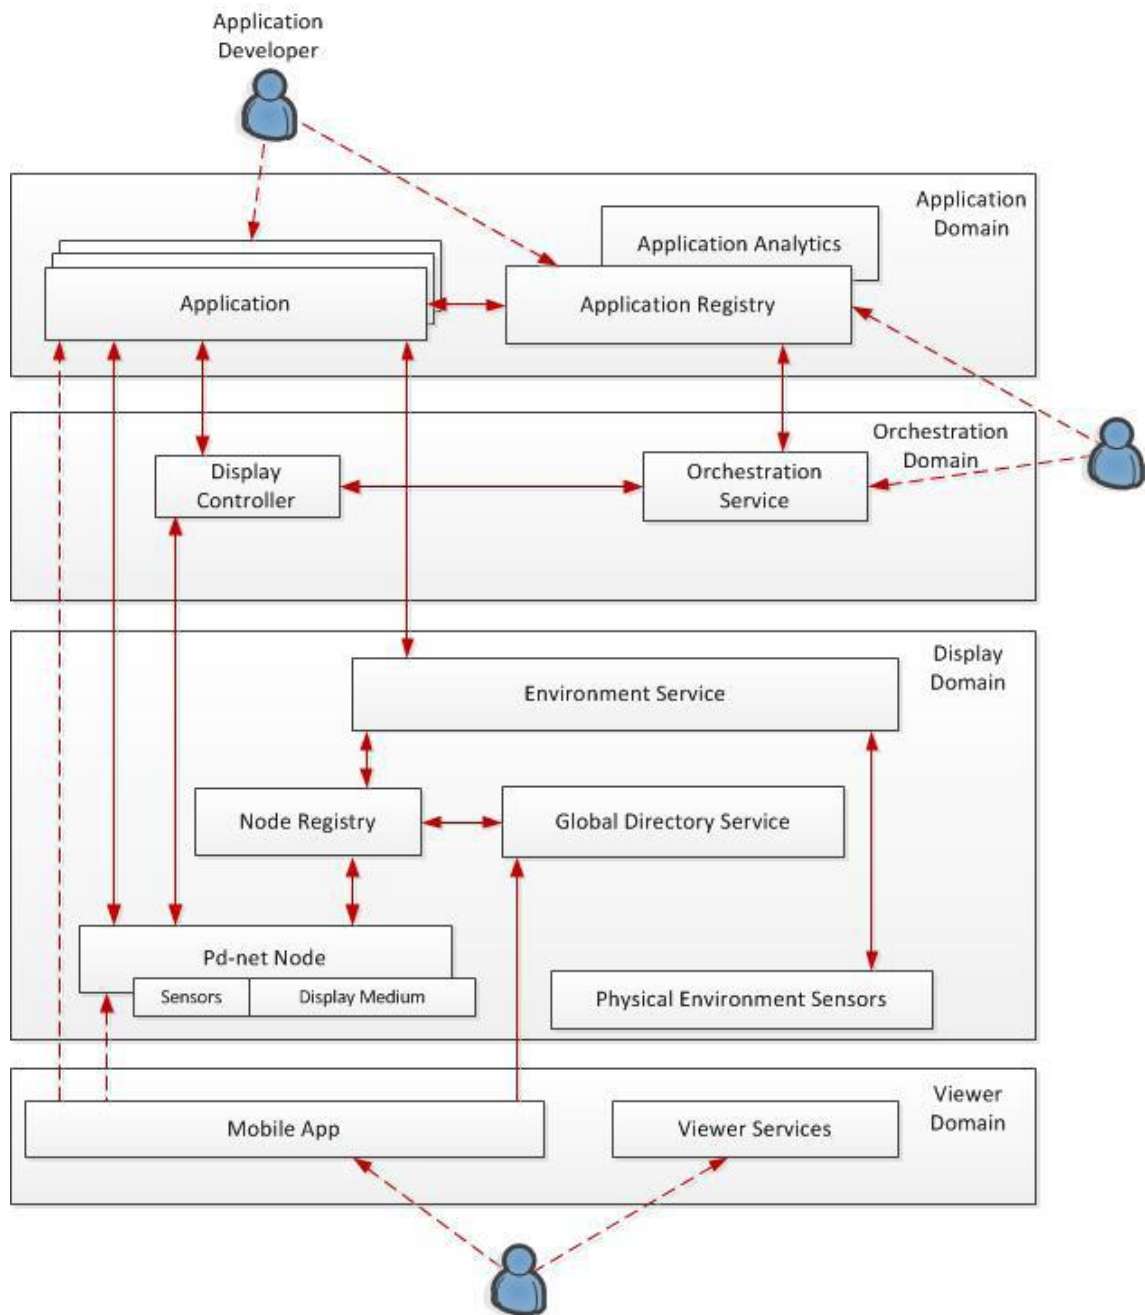 Application
Developer
Application
Domain
Application Analytics
Application
Application Registry
Orchestration
Domain
Display
Controller
Orchestration
Service
Display
Domain
Environment Service
Node Registry
Global Directory Service
Pd-net Node
Sensors
Display Medium
Physical Environment Sensors
Viewer
Domain
Mobile App
Viewer Services